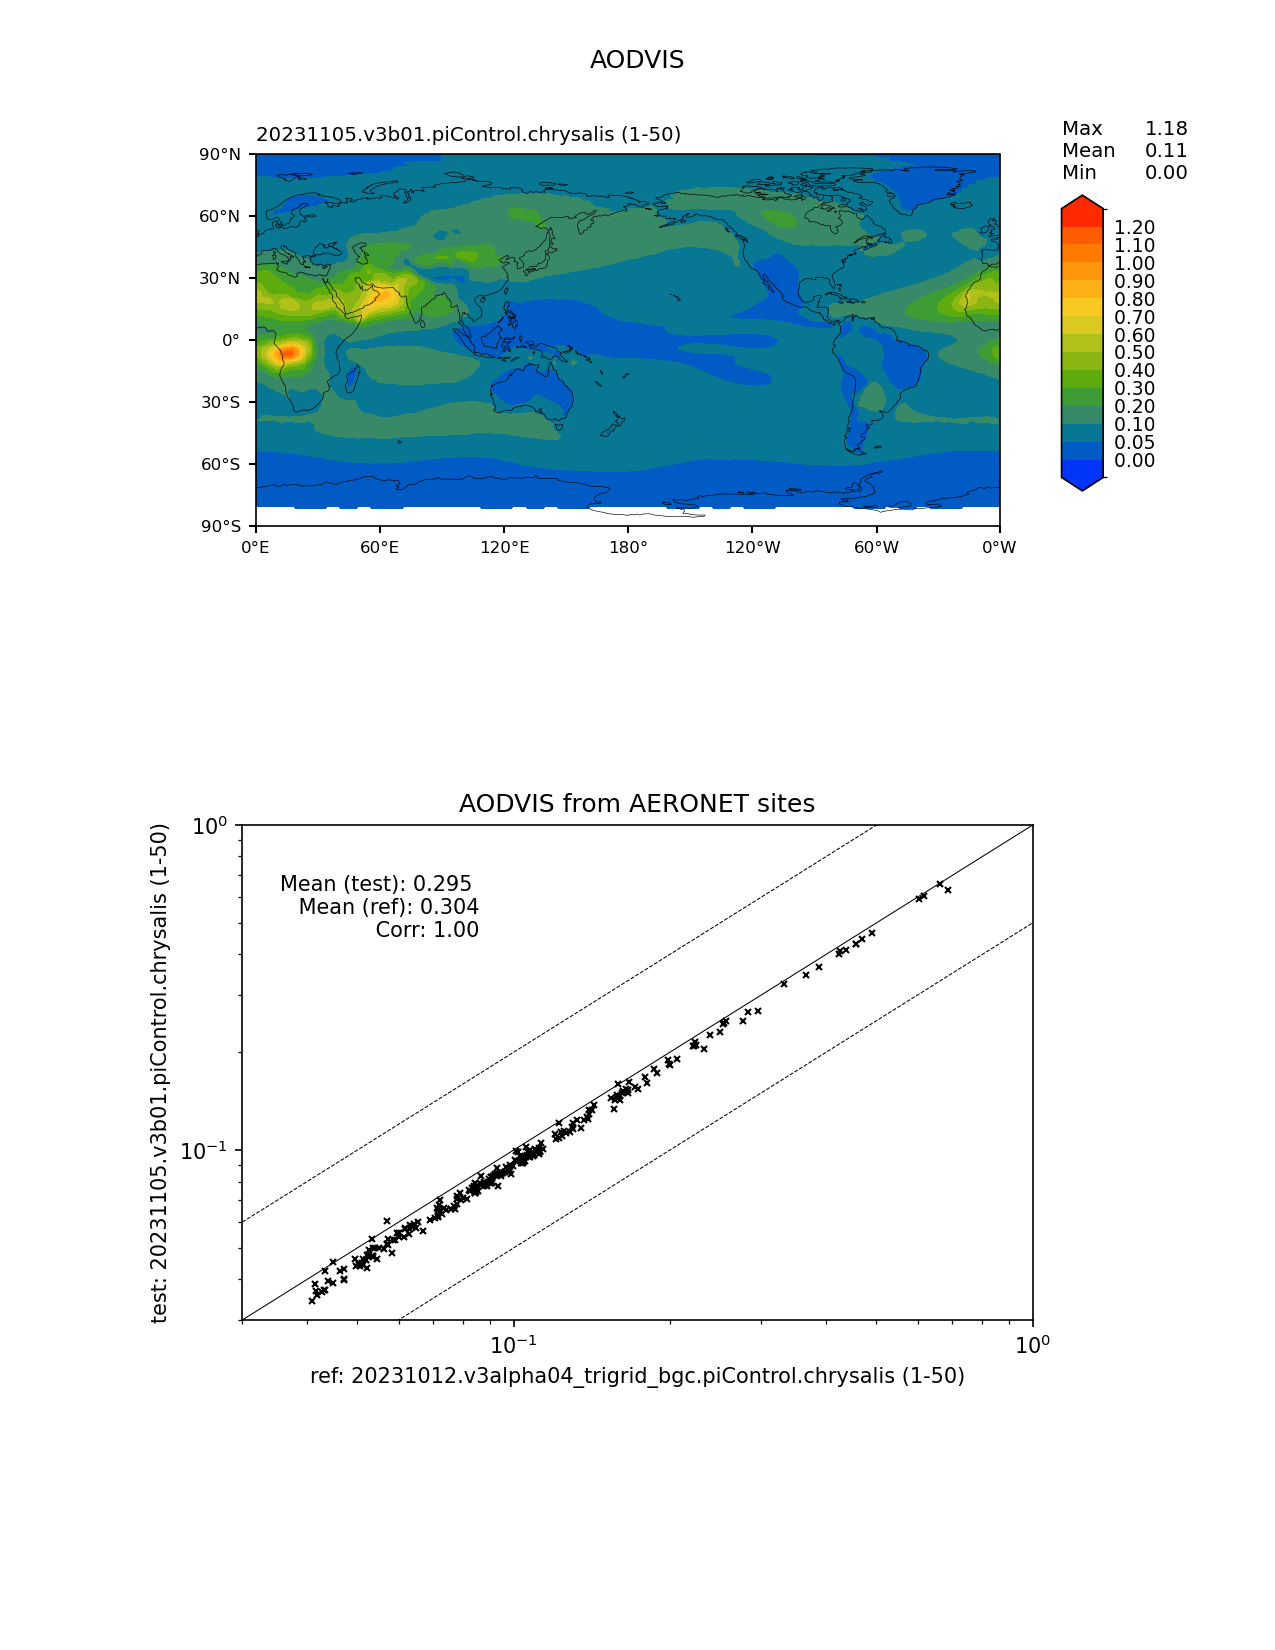 AODVIS
20231105.v3b01.piControl.chrysalis (1-50)
Max 1.18
Mean 0.11
Min 0.00
90°N
60°N
30°N
0°
30°S
60°S
90°S
0°E 60°E 120°E 180° 120°W 60°W 0°W
1.20
1.10
1.00
0.90
0.80
0.70
0.60
0.50
0.40
0.30
0.20
0.10
0.05
0.00
AODVIS from AERONET sites
test: 20231105.v3b01.piControl.chrysalis (1-50)
10⁰
10⁻¹
Mean (test): 0.295
Mean (ref): 0.304
Corr: 1.00
10⁻¹ 10⁰
ref: 20231012.v3alpha04_trigrid_bgc.piControl.chrysalis (1-50)